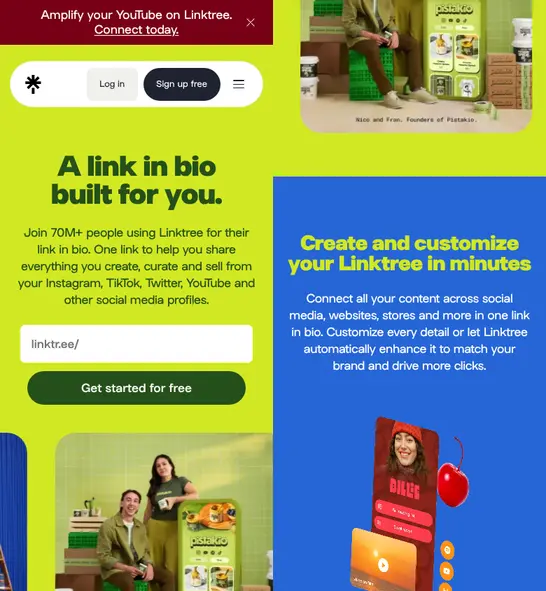 Amplify your YouTube on Linktree.
Connect today.
Log in
Sign up free
A link in bio
built for you.
Join 70M+ people using Linktree for their
link in bio. One link to help you share
everything you create, curate and sell from
your Instagram, TikTok, Twitter, YouTube and
other social media profiles.
linktr.ee/
Get started for free
pistakio
pistakio
Nico and Fran. Founders of Pistakio.
Create and customize
your Linktree in minutes
Connect all your content across social
media, websites, stores and more in one link
in bio. Customize every detail or let Linktree
automatically enhance it to match your
brand and drive more clicks.